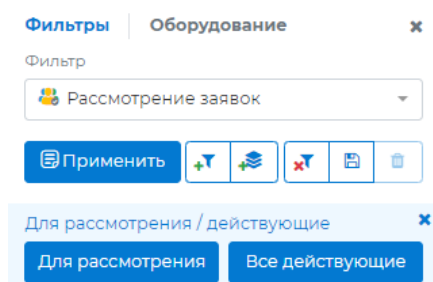 Фильтры Оборудование
Фильтр
Рассмотрение заявок
Применить
Для рассмотрения / действующие
Для рассмотрения Все действующие